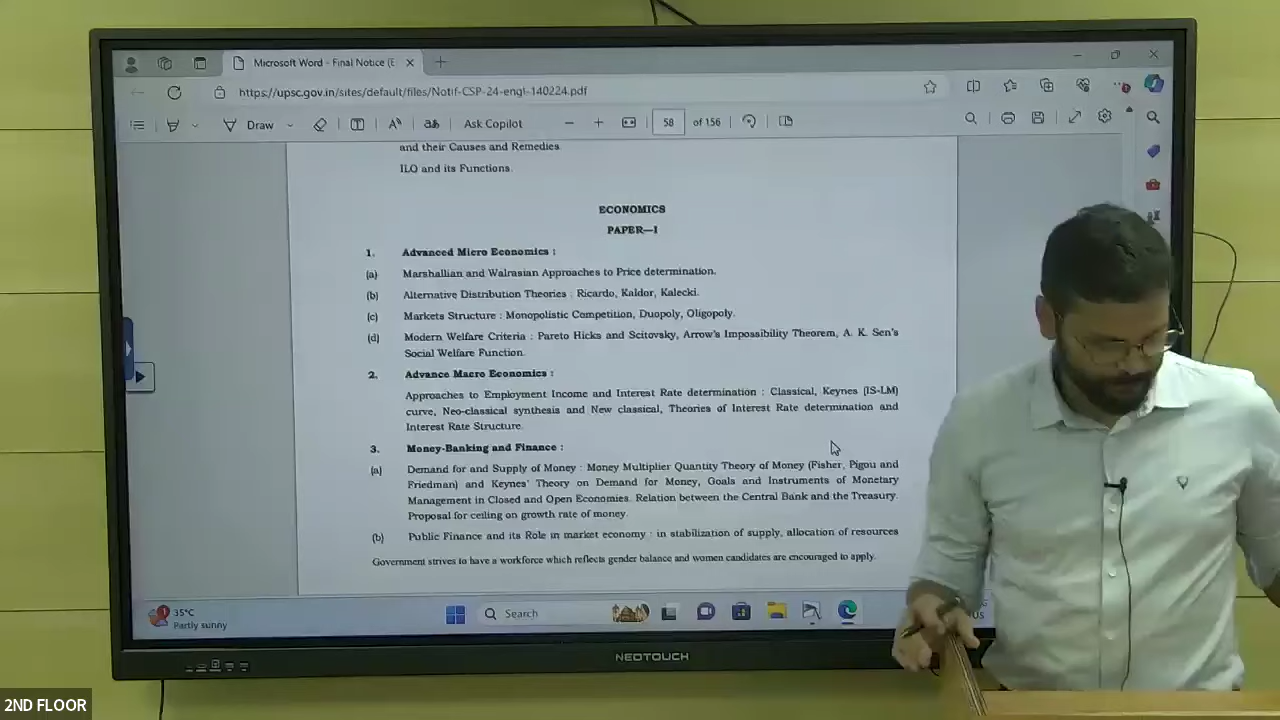 Microsoft Word - Final Notice (E
https://upsc.gov.in/sites/default/files/Notif-CSP-24-engl-140224.pdf
Draw
Ask Copilot
58 of 156
and their Causes and Remedies
ILO and its Functions.
ECONOMICS
PAPER—I
1. Advanced Micro Economics :
(a) Marshallian and Walrasian Approaches to Price determination.
(b) Alternative Distribution Theories : Ricardo, Kaldor, Kalecki.
(c) Markets Structure : Monopolistic Competition, Duopoly, Oligopoly.
(d) Modern Welfare Criteria : Pareto Hicks and Scitovsky, Arrow's Impossibility Theorem, A. K. Sen's
Social Welfare Function.
2. Advance Macro Economics :
Approaches to Employment Income and Interest Rate determination : Classical, Keynes (IS-LM)
curve, Neo-classical synthesis and New classical, Theories of Interest Rate determination and
Interest Rate Structure.
3. Money-Banking and Finance :
(a) Demand for and Supply of Money : Money Multiplier Quantity Theory of Money (Fisher, Pigou and
Friedman) and Keynes' Theory on Demand for Money, Goals and Instruments of Monetary
Management in Closed and Open Economies. Relation between the Central Bank and the Treasury.
Proposal for ceiling on growth rate of money.
(b) Public Finance and its Role in market economy : in stabilization of supply, allocation of resources
Government strives to have a workforce which reflects gender balance and women candidates are encouraged to apply.
35°C
Partly sunny
Search
US
NEOTOUCH
2ND FLOOR